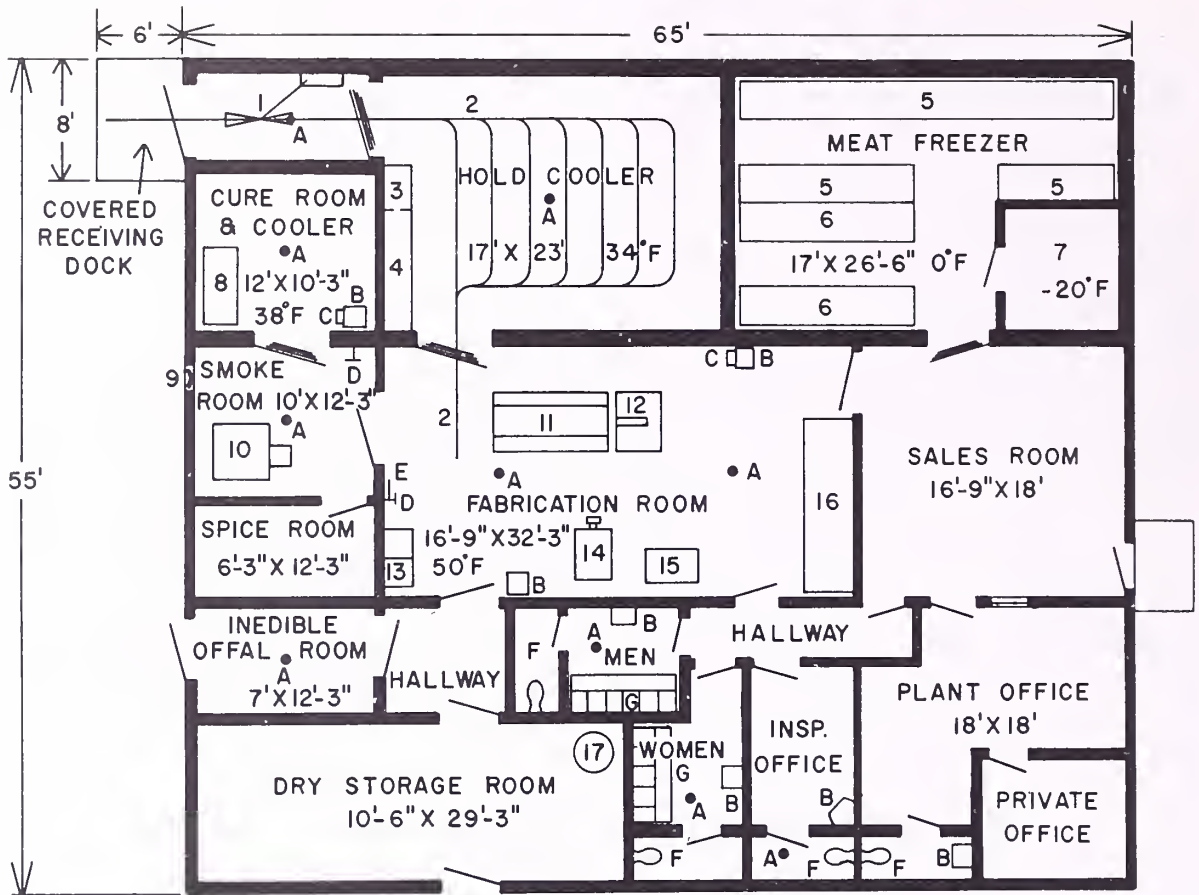 6'
65'
8'
55'
1
A
2
COVERED
RECEIVING
DOCK
CURE ROOM
& COOLER
A
8
12'X10'-3"
38°F
C
B
3
4
HOLD COOLER
A
17' X 23' 34°F
5
MEAT FREEZER
5
5
6
17'X26'-6" 0°F
6
7
-20°F
9
SMOKE
ROOM 10'X12'-3"
D
A
10
2
C
B
11
12
E
D
A
A
FABRICATION ROOM
16'-9"X32'-3"
50°F
13
14
15
16
B
SALES ROOM
16'-9"X18'
SPICE ROOM
6'-3"X12'-3"
INEDIBLE
OFFAL ROOM
A
7'X12'-3"
HALLWAY
F
A
B
MEN
G
HALLWAY
PLANT OFFICE
18'X18'
DRY STORAGE ROOM
10'-6"X 29'-3"
17
WOMEN
G
B
A
F
INSP.
OFFICE
B
A
F
F
B
PRIVATE
OFFICE